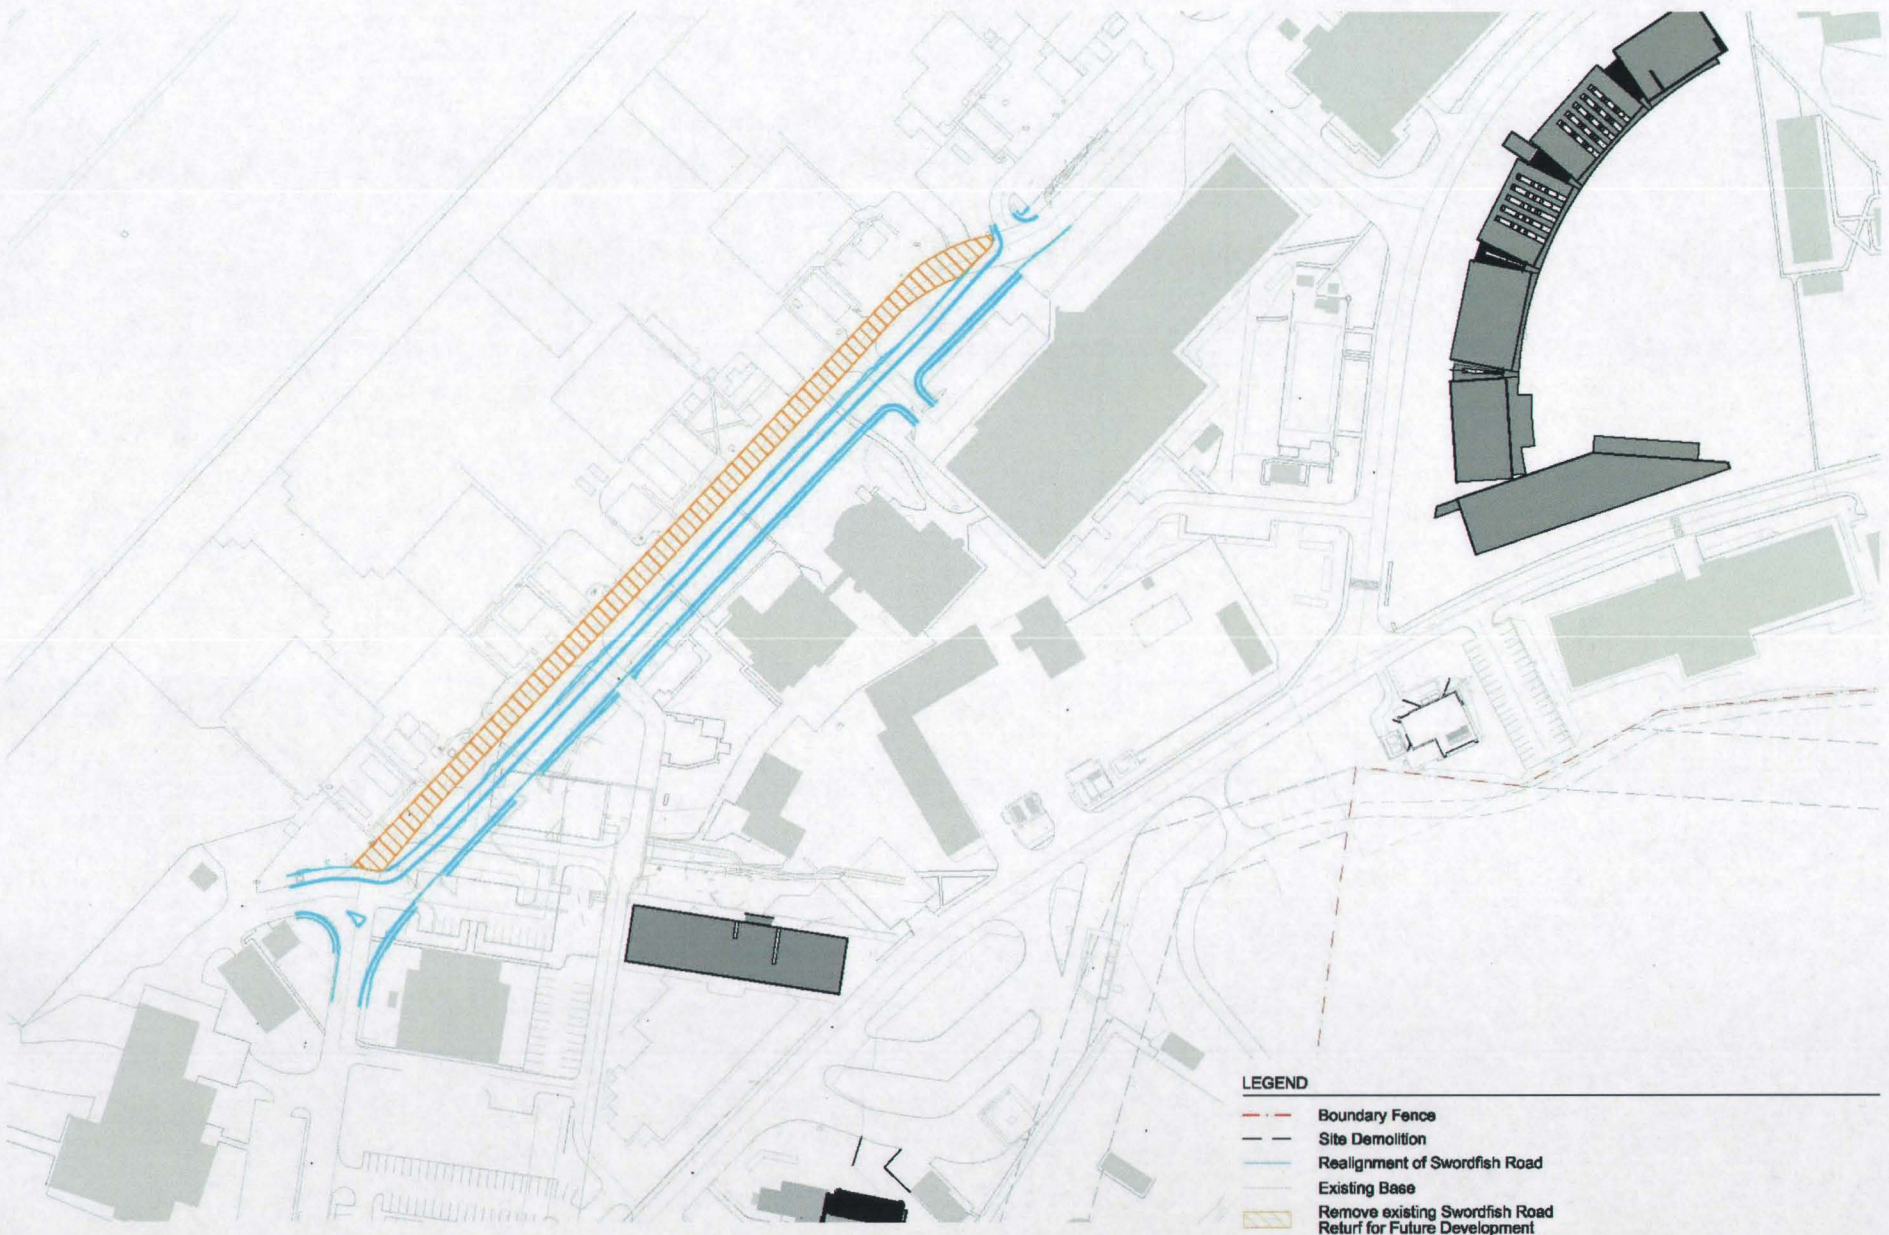 LEGEND
Boundary Fence
Site Demolition
Realignment of Swordfish Road
Existing Base
Remove existing Swordfish Road
Returf for Future Development